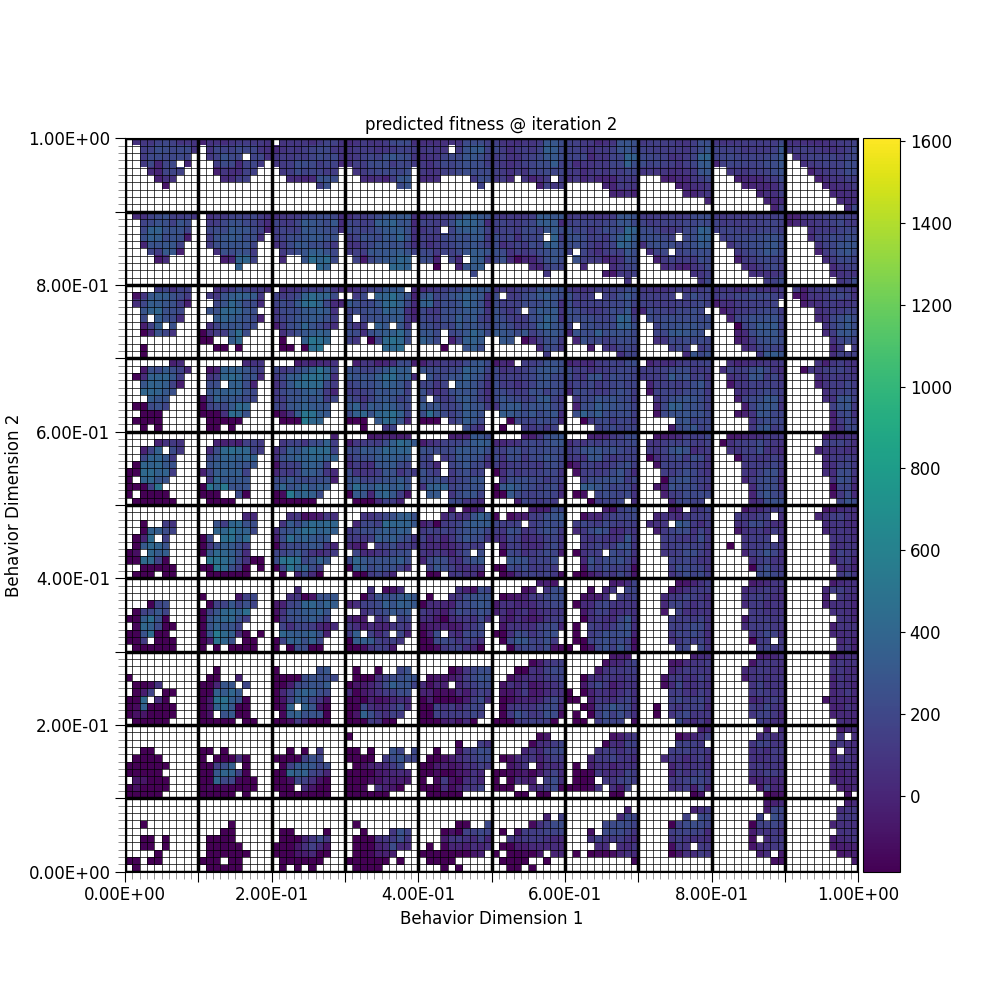 predicted fitness @ iteration 2
1.00E+00
8.00E-01
6.00E-01
4.00E-01
2.00E-01
0.00E+00
Behavior Dimension 2
0.00E+00 2.00E-01 4.00E-01 6.00E-01 8.00E-01 1.00E+00
Behavior Dimension 1
1600
1400
1200
1000
800
600
400
200
0